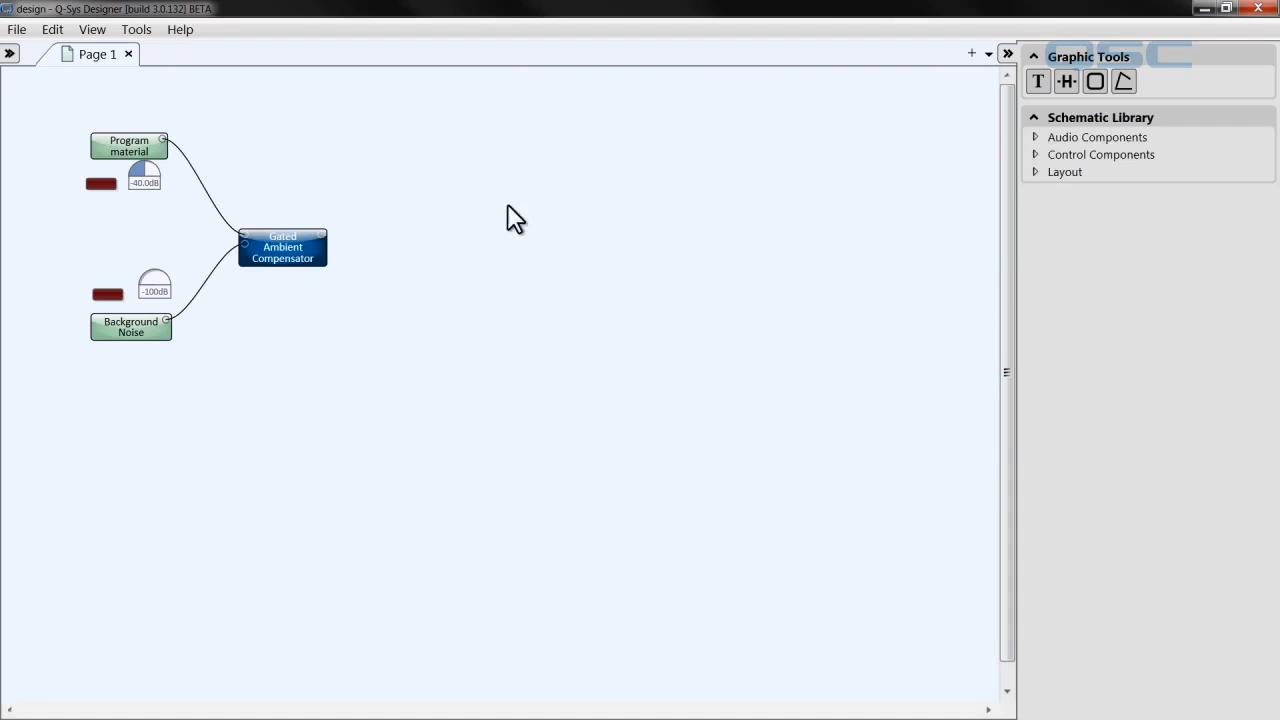 design - Q-Sys Designer [build 3.0.132] BETA
File Edit View Tools Help
Page 1
QSC
Graphic Tools
T H
Schematic Library
Audio Components
Control Components
Layout
Program
material
-40.0dB
Gated
Ambient
Compensator
-100dB
Background
Noise